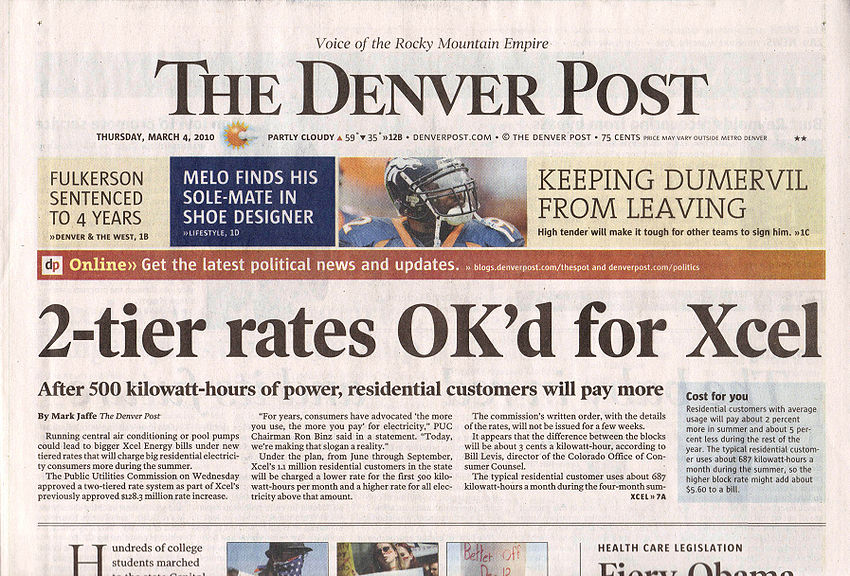 Voice of the Rocky Mountain Empire
THE DENVER POST
THURSDAY, MARCH 4, 2010 PARTLY CLOUDY ▲ 59° ▼ 35° »12B • DENVERPOST.COM • © THE DENVER POST • 75 CENTS PRICE MAY VARY OUTSIDE METRO DENVER ★★
FULKERSON
SENTENCED
TO 4 YEARS
»DENVER & THE WEST, 1B
MELO FINDS HIS
SOLE-MATE IN
SHOE DESIGNER
»LIFESTYLE, 1D
KEEPING DUMERVIL
FROM LEAVING
High tender will make it tough for other teams to sign him. »1C
dp Online» Get the latest political news and updates. » blogs.denverpost.com/thespot and denverpost.com/politics
2-tier rates OK'd for Xcel
After 500 kilowatt-hours of power, residential customers will pay more
By Mark Jaffe The Denver Post
Running central air conditioning or pool pumps
could lead to bigger Xcel Energy bills under new
tiered rates that will charge big residential electrici-
ty consumers more during the summer.
The Public Utilities Commission on Wednesday
approved a two-tiered rate system as part of Xcel's
previously approved $128.3 million rate increase.
"For years, consumers have advocated 'the more
you use, the more you pay' for electricity," PUC
Chairman Ron Binz said in a statement. "Today,
we're making that slogan a reality."
Under the plan, from June through September,
Xcel's 1.1 million residential customers in the state
will be charged a lower rate for the first 500 kilo-
watt-hours per month and a higher rate for all elec-
tricity above that amount.
The commission's written order, with the details
of the rates, will not be issued for a few weeks.
It appears that the difference between the blocks
will be about 3 cents a kilowatt-hour, according to
Bill Levis, director of the Colorado Office of Con-
sumer Counsel.
The typical residential customer uses about 687
kilowatt-hours a month during the four-month sum-
XCEL » 7A
Cost for you
Residential customers with average
usage will pay about 2 percent
more in summer and about 5 per-
cent less during the rest of the
year. The typical residential custom-
er uses about 687 kilowatt-hours a
month during the summer, so the
higher block rate might add about
$5.60 to a bill.
Hundreds of college
students marched
to the state Capitol
Better Off
HEALTH CARE LEGISLATION
Fiery Obama